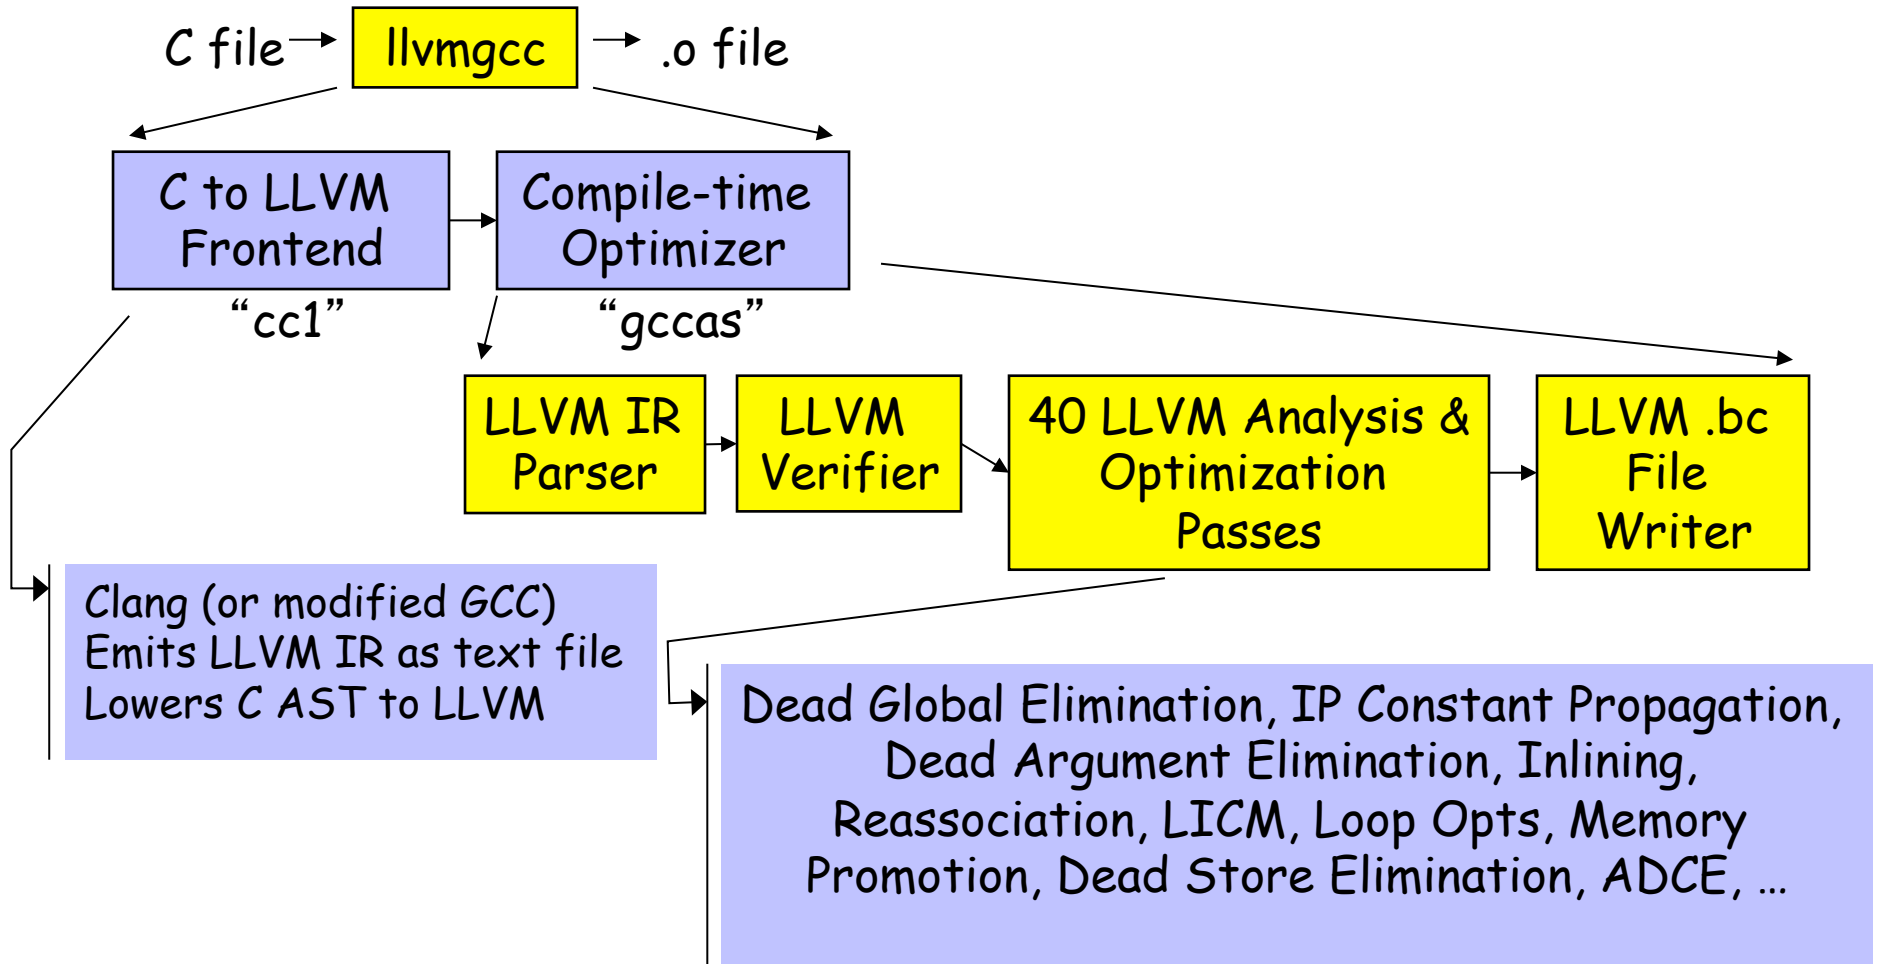 C file
llvmgcc
.o file
C to LLVM
Frontend
Compile-time
Optimizer
“cc1”
“gccas”
LLVM IR
Parser
LLVM
Verifier
40 LLVM Analysis &
Optimization
Passes
LLVM .bc
File
Writer
Clang (or modified GCC)
Emits LLVM IR as text file
Lowers C AST to LLVM
Dead Global Elimination, IP Constant Propagation,
Dead Argument Elimination, Inlining,
Reassociation, LICM, Loop Opts, Memory
Promotion, Dead Store Elimination, ADCE, …